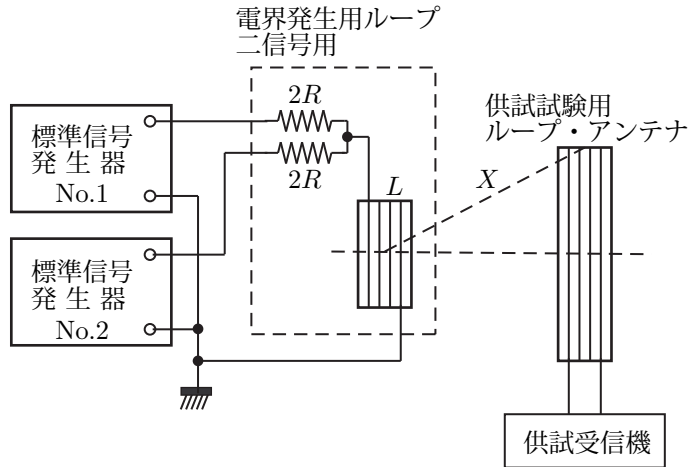 電界発生用ループ
二信号用
2R
2R
標準信号
発生器
No.1
供試試験用
ループ・アンテナ
L
X
標準信号
発生器
No.2
供試受信機